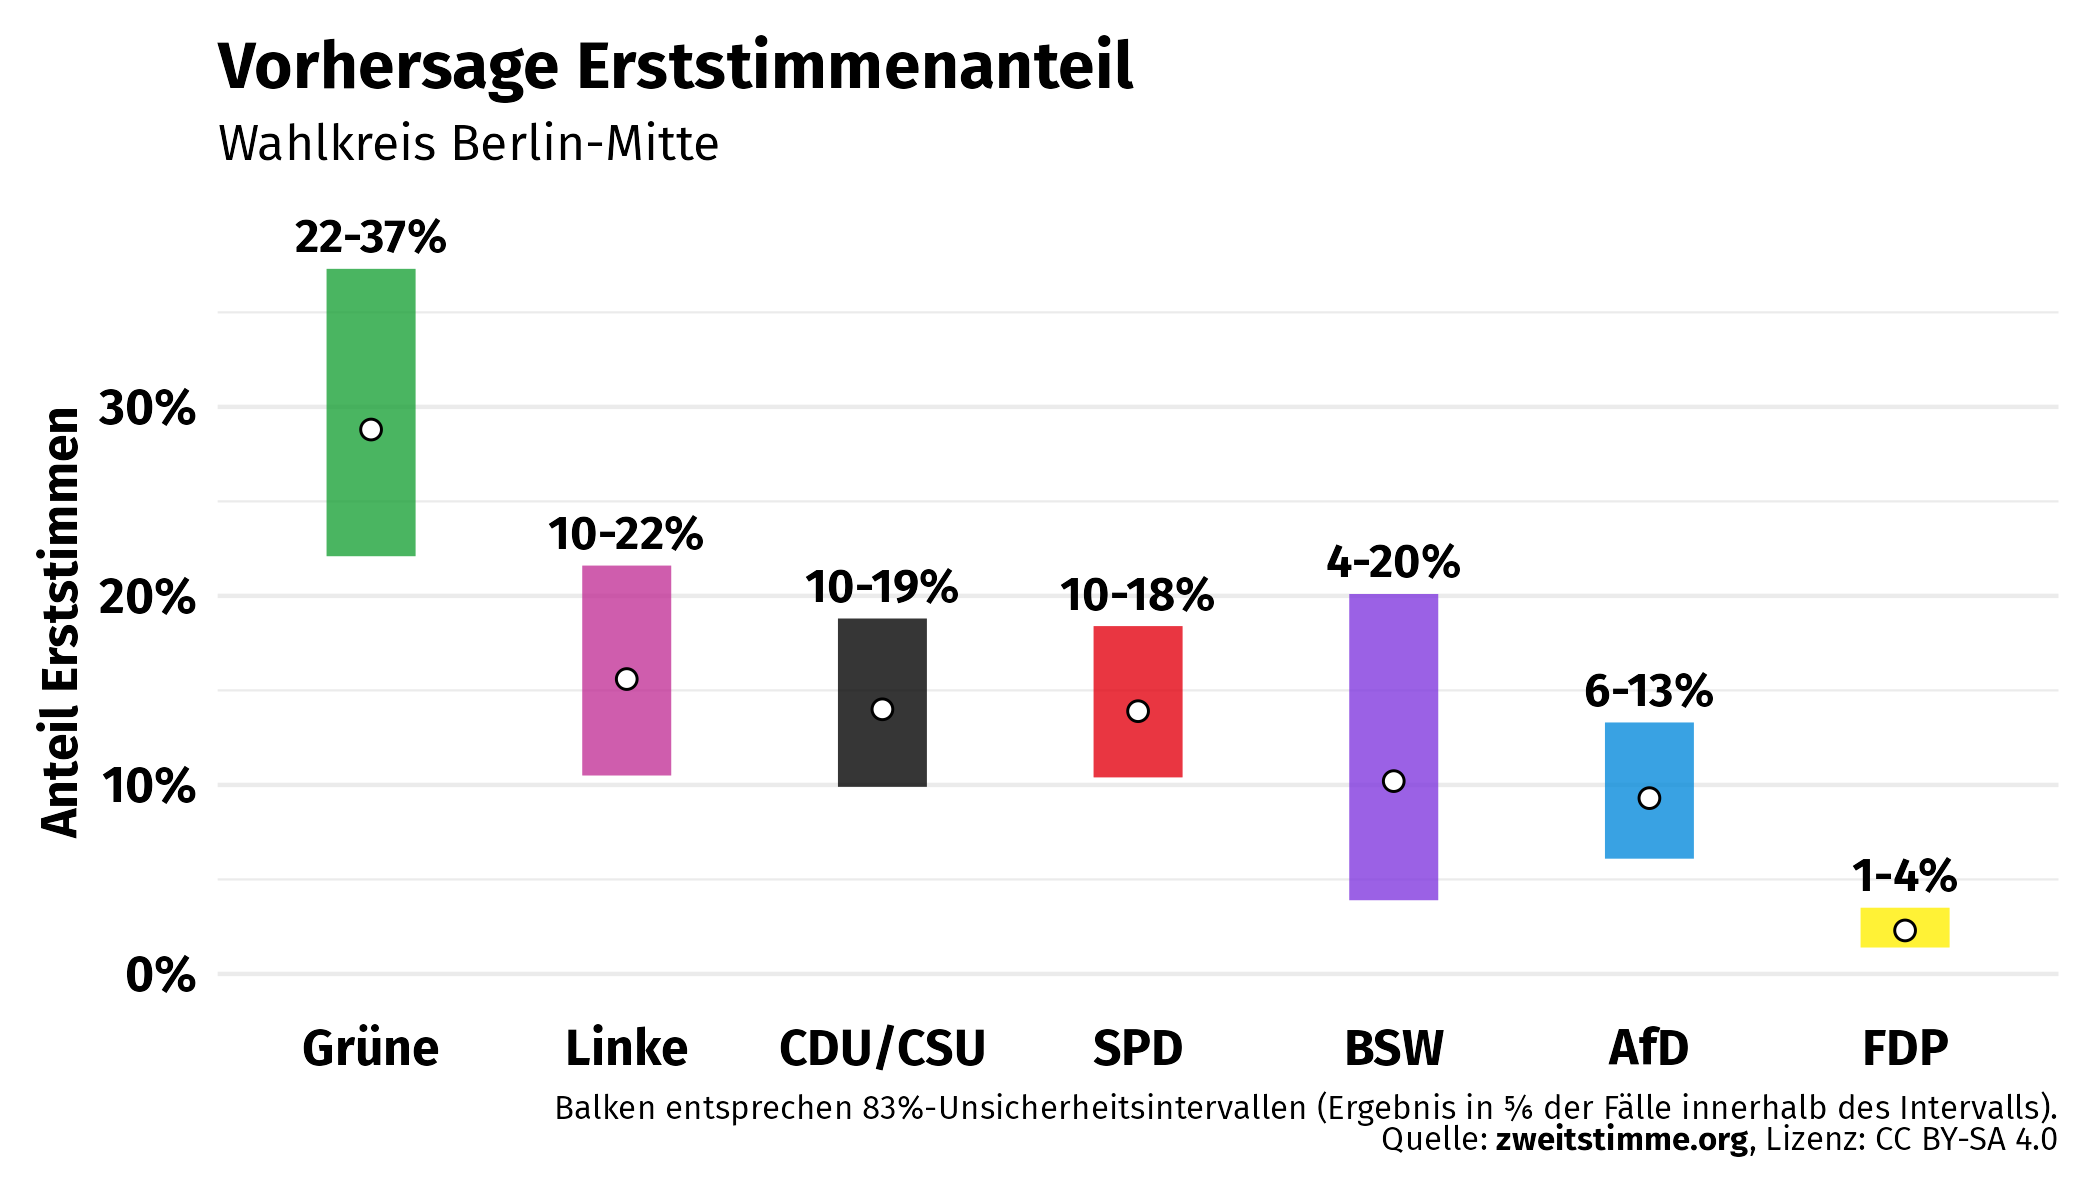 Vorhersage Erststimmenanteil
Wahlkreis Berlin-Mitte
Anteil Erststimmen
30%
20%
10%
0%
22-37%
10-22%
10-19%
10-18%
4-20%
6-13%
1-4%
Grüne
Linke
CDU/CSU
SPD
BSW
AfD
FDP
Balken entsprechen 83%-Unsicherheitsintervallen (Ergebnis in ⅚ der Fälle innerhalb des Intervalls).
Quelle: zweitstimme.org, Lizenz: CC BY-SA 4.0